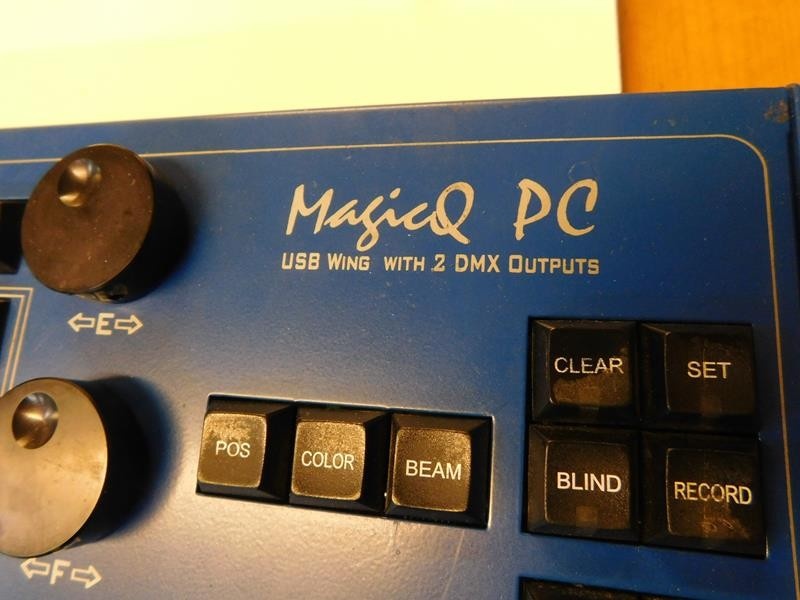 MagicQ PC
USB WING WITH 2 DMX OUTPUTS
E
CLEAR SET
POS COLOR BEAM
BLIND RECORD
F